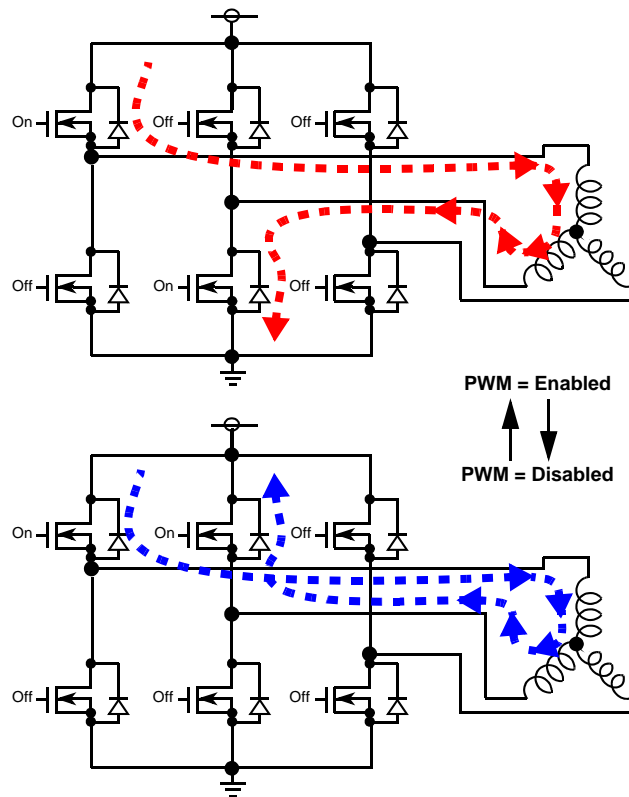 On Off Off
Off On Off
PWM = Enabled
PWM = Disabled
On On Off
Off Off Off